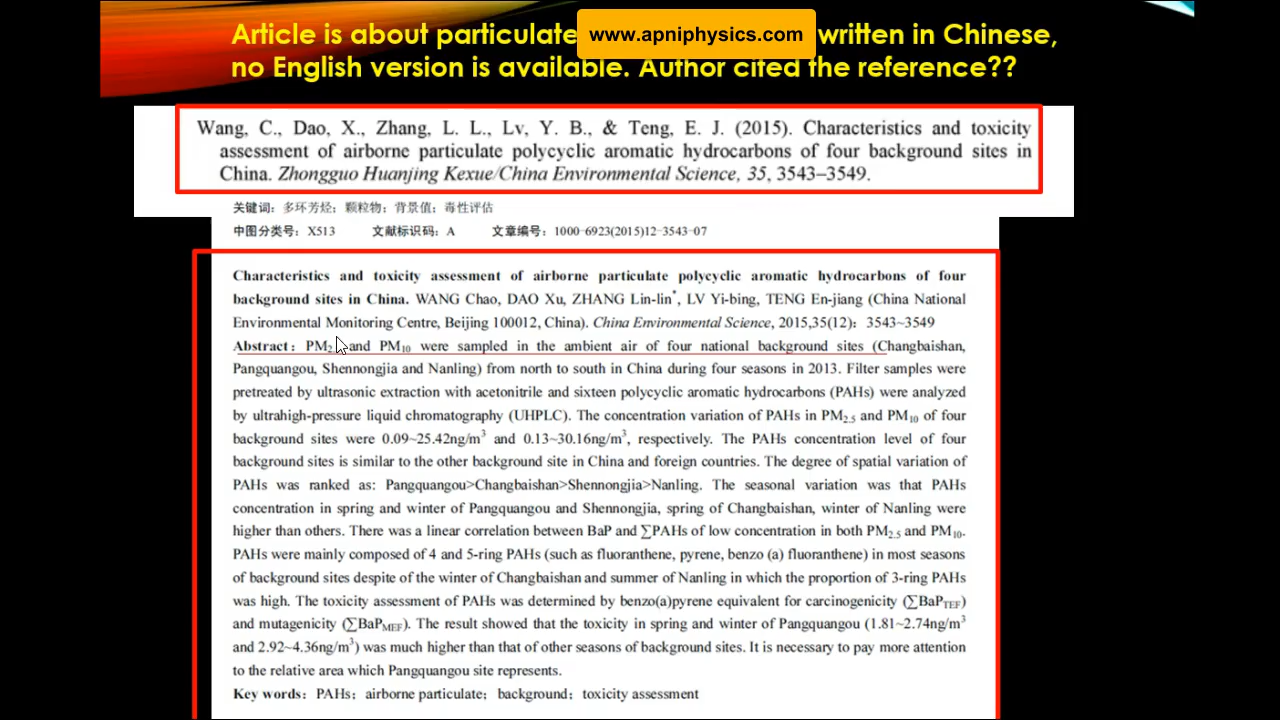 Article is about particulate www.apniphysics.com written in Chinese,
no English version is available. Author cited the reference??
Wang, C., Dao, X., Zhang, L. L., Lv, Y. B., & Teng, E. J. (2015). Characteristics and toxicity
assessment of airborne particulate polycyclic aromatic hydrocarbons of four background sites in
China. Zhongguo Huanjing Kexue/China Environmental Science, 35, 3543–3549.
关键词：多环芳烃；颗粒物；背景值；毒性评估
中图分类号：X513 文献标识码：A 文章编号：1000-6923(2015)12-3543-07
Characteristics and toxicity assessment of airborne particulate polycyclic aromatic hydrocarbons of four
background sites in China. WANG Chao, DAO Xu, ZHANG Lin-lin*, LV Yi-bing, TENG En-jiang (China National
Environmental Monitoring Centre, Beijing 100012, China). China Environmental Science, 2015,35(12)：3543~3549
Abstract：PM2.5 and PM10 were sampled in the ambient air of four national background sites (Changbaishan,
Pangquangou, Shennongjia and Nanling) from north to south in China during four seasons in 2013. Filter samples were
pretreated by ultrasonic extraction with acetonitrile and sixteen polycyclic aromatic hydrocarbons (PAHs) were analyzed
by ultrahigh-pressure liquid chromatography (UHPLC). The concentration variation of PAHs in PM2.5 and PM10 of four
background sites were 0.09~25.42ng/m3 and 0.13~30.16ng/m3, respectively. The PAHs concentration level of four
background sites is similar to the other background site in China and foreign countries. The degree of spatial variation of
PAHs was ranked as: Pangquangou>Changbaishan>Shennongjia>Nanling. The seasonal variation was that PAHs
concentration in spring and winter of Pangquangou and Shennongjia, spring of Changbaishan, winter of Nanling were
higher than others. There was a linear correlation between BaP and ∑PAHs of low concentration in both PM2.5 and PM10.
PAHs were mainly composed of 4 and 5-ring PAHs (such as fluoranthene, pyrene, benzo (a) fluoranthene) in most seasons
of background sites despite of the winter of Changbaishan and summer of Nanling in which the proportion of 3-ring PAHs
was high. The toxicity assessment of PAHs was determined by benzo(a)pyrene equivalent for carcinogenicity (∑BaPTEF)
and mutagenicity (∑BaPMEF). The result showed that the toxicity in spring and winter of Pangquangou (1.81~2.74ng/m3
and 2.92~4.36ng/m3) was much higher than that of other seasons of background sites. It is necessary to pay more attention
to the relative area which Pangquangou site represents.
Key words：PAHs；airborne particulate；background；toxicity assessment